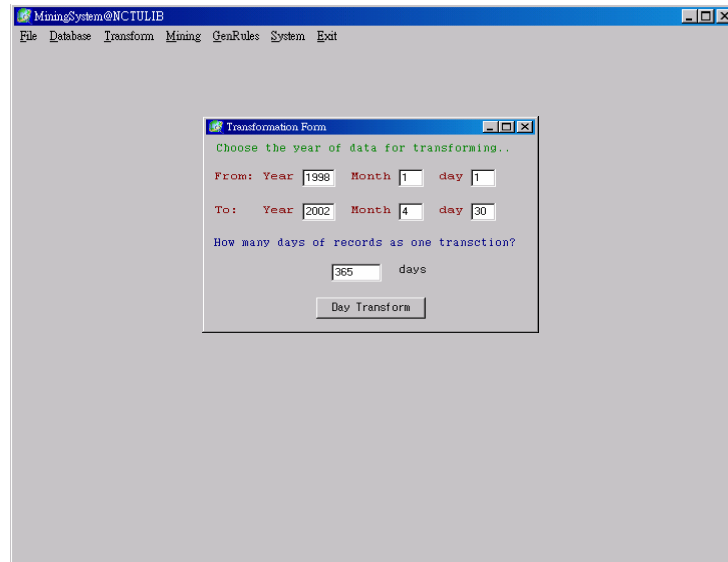 MiningSystem@NCTULIB
File Database Transform Mining GenRules System Exit
Transformation Form
Choose the year of data for transforming..
From: Year 1998 Month 1 day 1
To: Year 2002 Month 4 day 30
How many days of records as one transction?
365 days
Day Transform